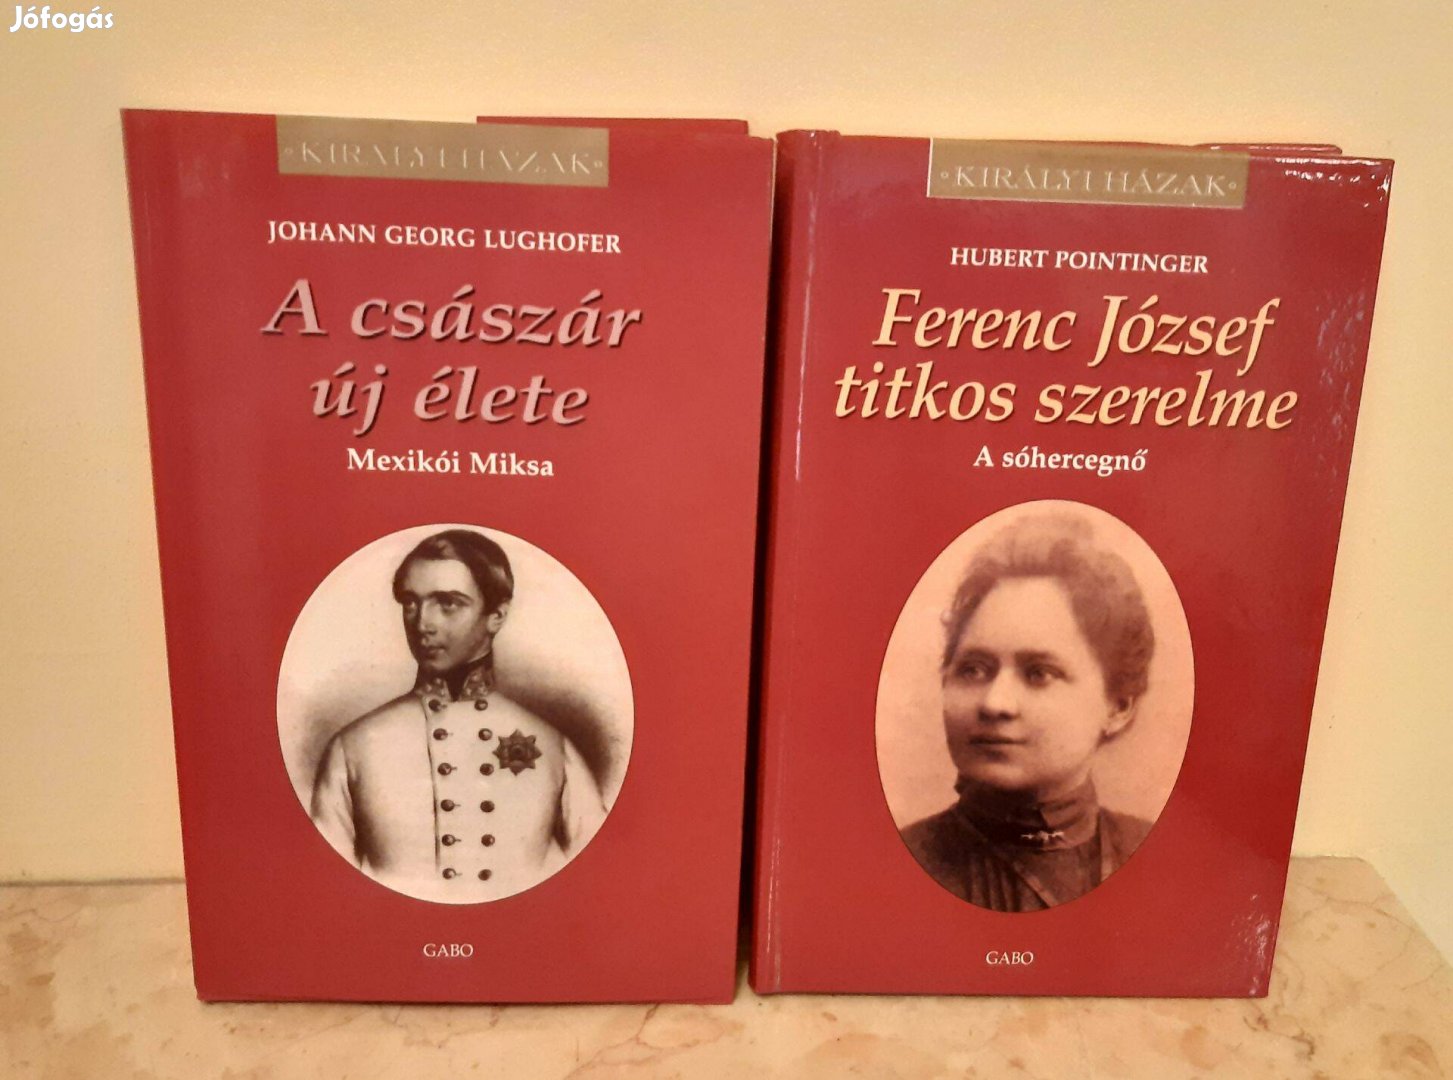 Jófogás
•KIRÁLYI HÁZAK•
JOHANN GEORG LUGHOFER
A császár
új élete
Mexikói Miksa
GABO
•KIRÁLYI HÁZAK•
HUBERT POINTINGER
Ferenc József
titkos szerelme
A sóhercegnő
GABO